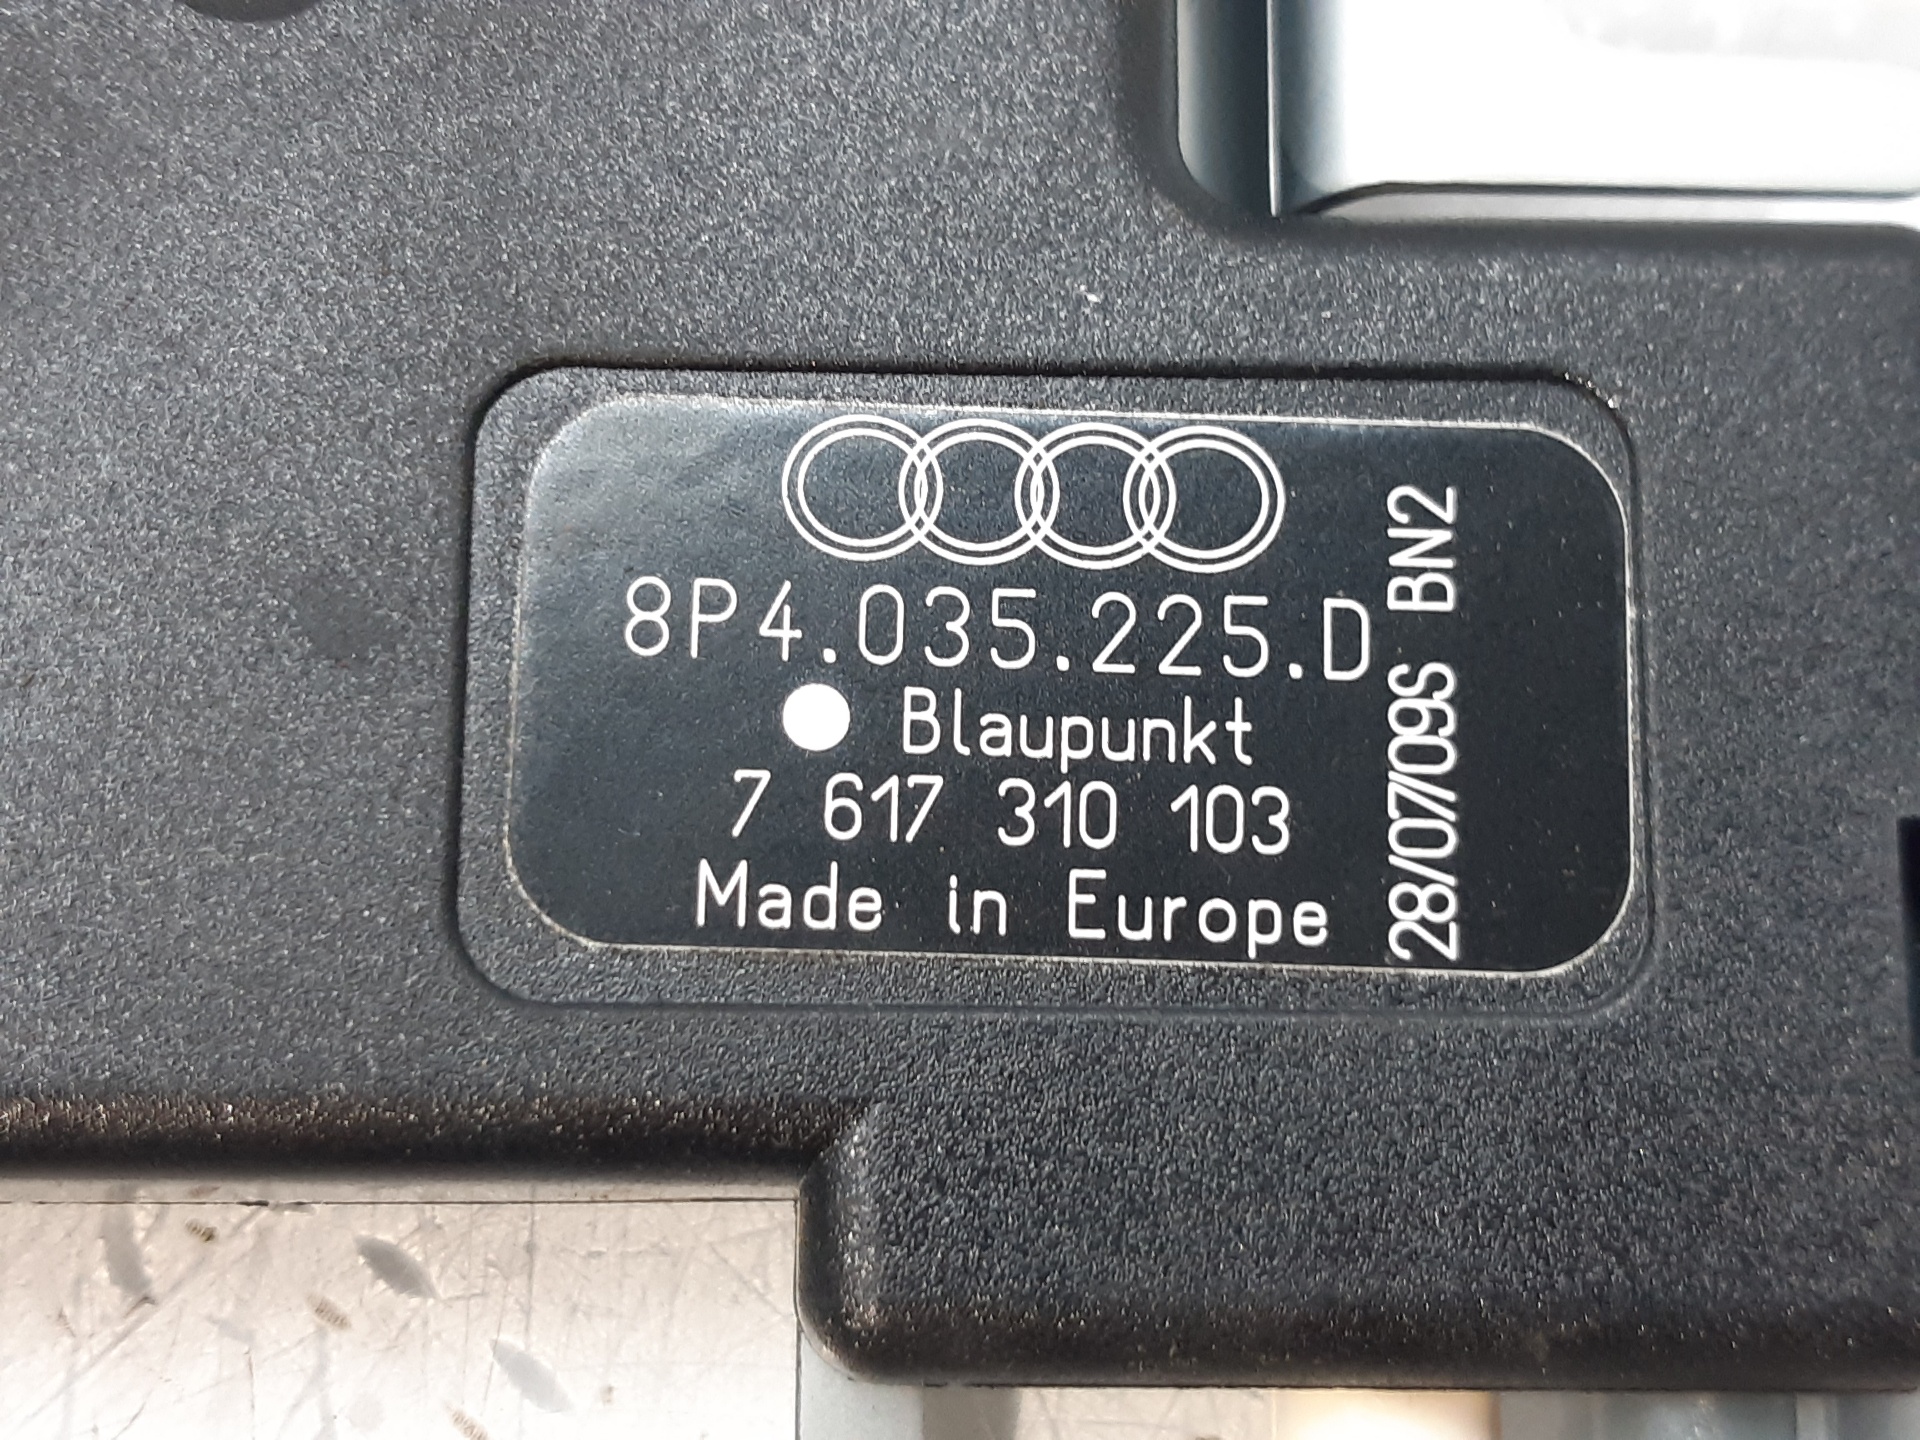 8P4.035.225.D
Blaupunkt
7 617 310 103
Made in Europe
28/07/09S BN2